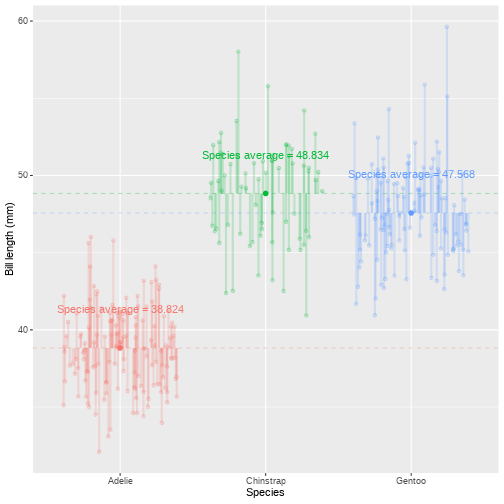 60
50
40
Bill length (mm)
Species average = 48.834
Species average = 47.568
Species average = 38.824
Adelie
Chinstrap
Gentoo
Species